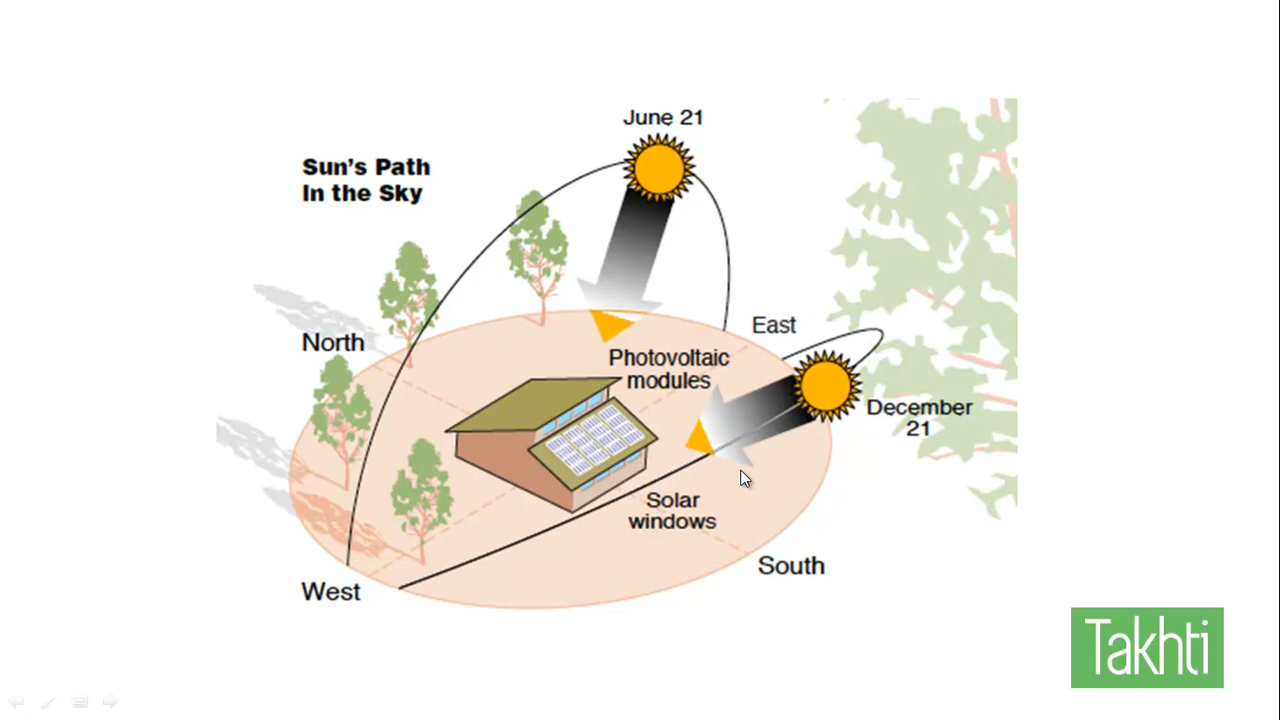 June 21
Sun's Path
In the Sky
North
East
Photovoltaic
modules
December
21
Solar
windows
South
West
Takhti